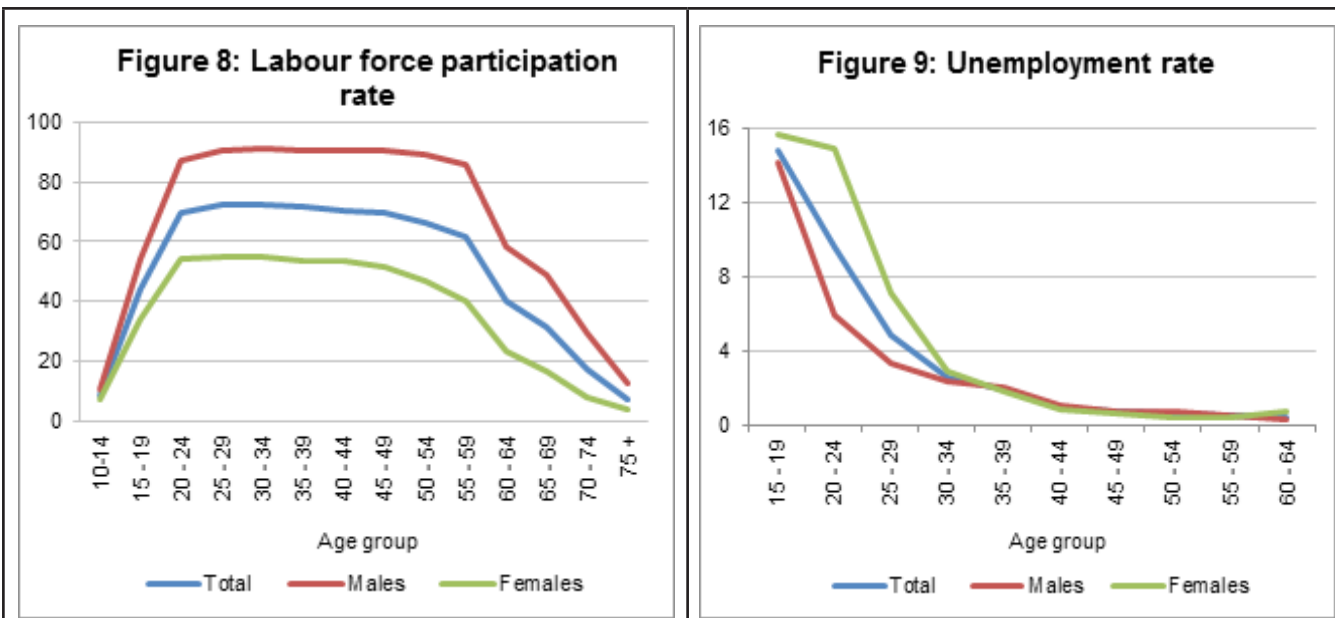 Figure 8: Labour force participation
rate
100
80
60
40
20
0
10-14
15 - 19
20 - 24
25 - 29
30 - 34
35 - 39
40 - 44
45 - 49
50 - 54
55 - 59
60 - 64
65 - 69
70 - 74
75 +
Age group
Total Males Females
Figure 9: Unemployment rate
16
12
8
4
0
15 - 19
20 - 24
25 - 29
30 - 34
35 - 39
40 - 44
45 - 49
50 - 54
55 - 59
60 - 64
Age group
Total Males Females